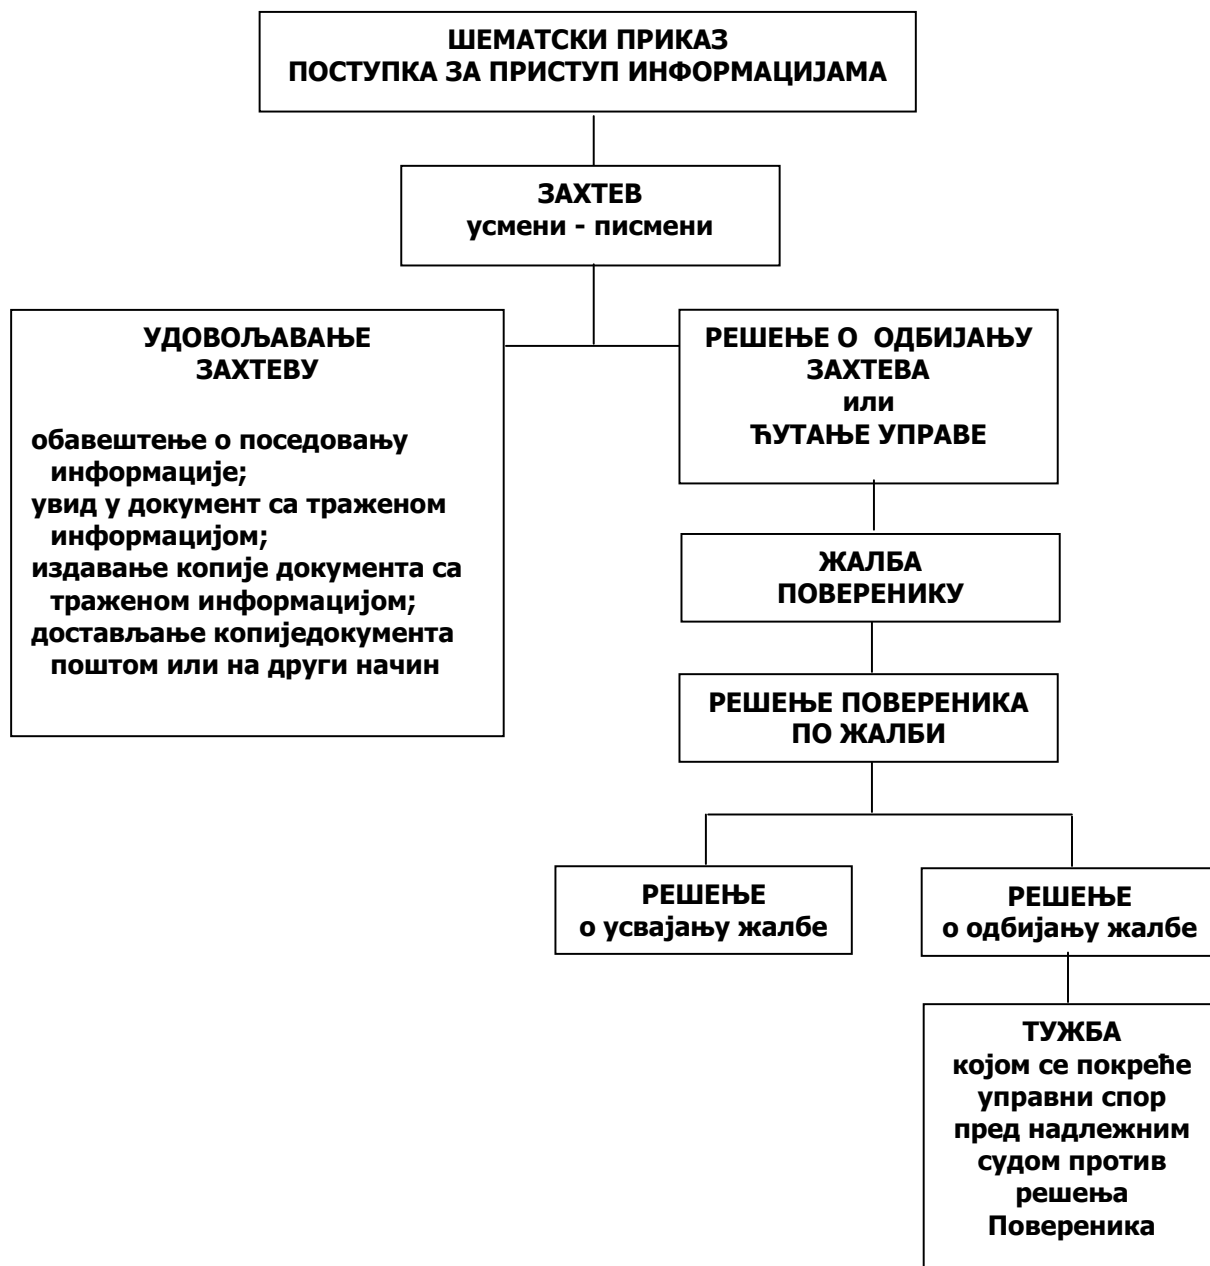 ШЕМАТСКИ ПРИКАЗ
ПОСТУПКА ЗА ПРИСТУП ИНФОРМАЦИЈАМА
ЗАХТЕВ
усмени - писмени
УДОВОЉАВАЊЕ
ЗАХТЕВУ
обавештење о поседовању
информације;
увид у документ са траженом
информацијом;
издавање копије документа са
траженом информацијом;
достављање копиједокумента
поштом или на други начин
РЕШЕЊЕ О ОДБИЈАЊУ
ЗАХТЕВА
или
ЋУТАЊЕ УПРАВЕ
ЖАЛБА
ПОВЕРЕНИКУ
РЕШЕЊЕ ПОВЕРЕНИКА
ПО ЖАЛБИ
РЕШЕЊЕ
о усвајању жалбе
РЕШЕЊЕ
о одбијању жалбе
ТУЖБА
којом се покреће
управни спор
пред надлежним
судом против
решења
Повереника